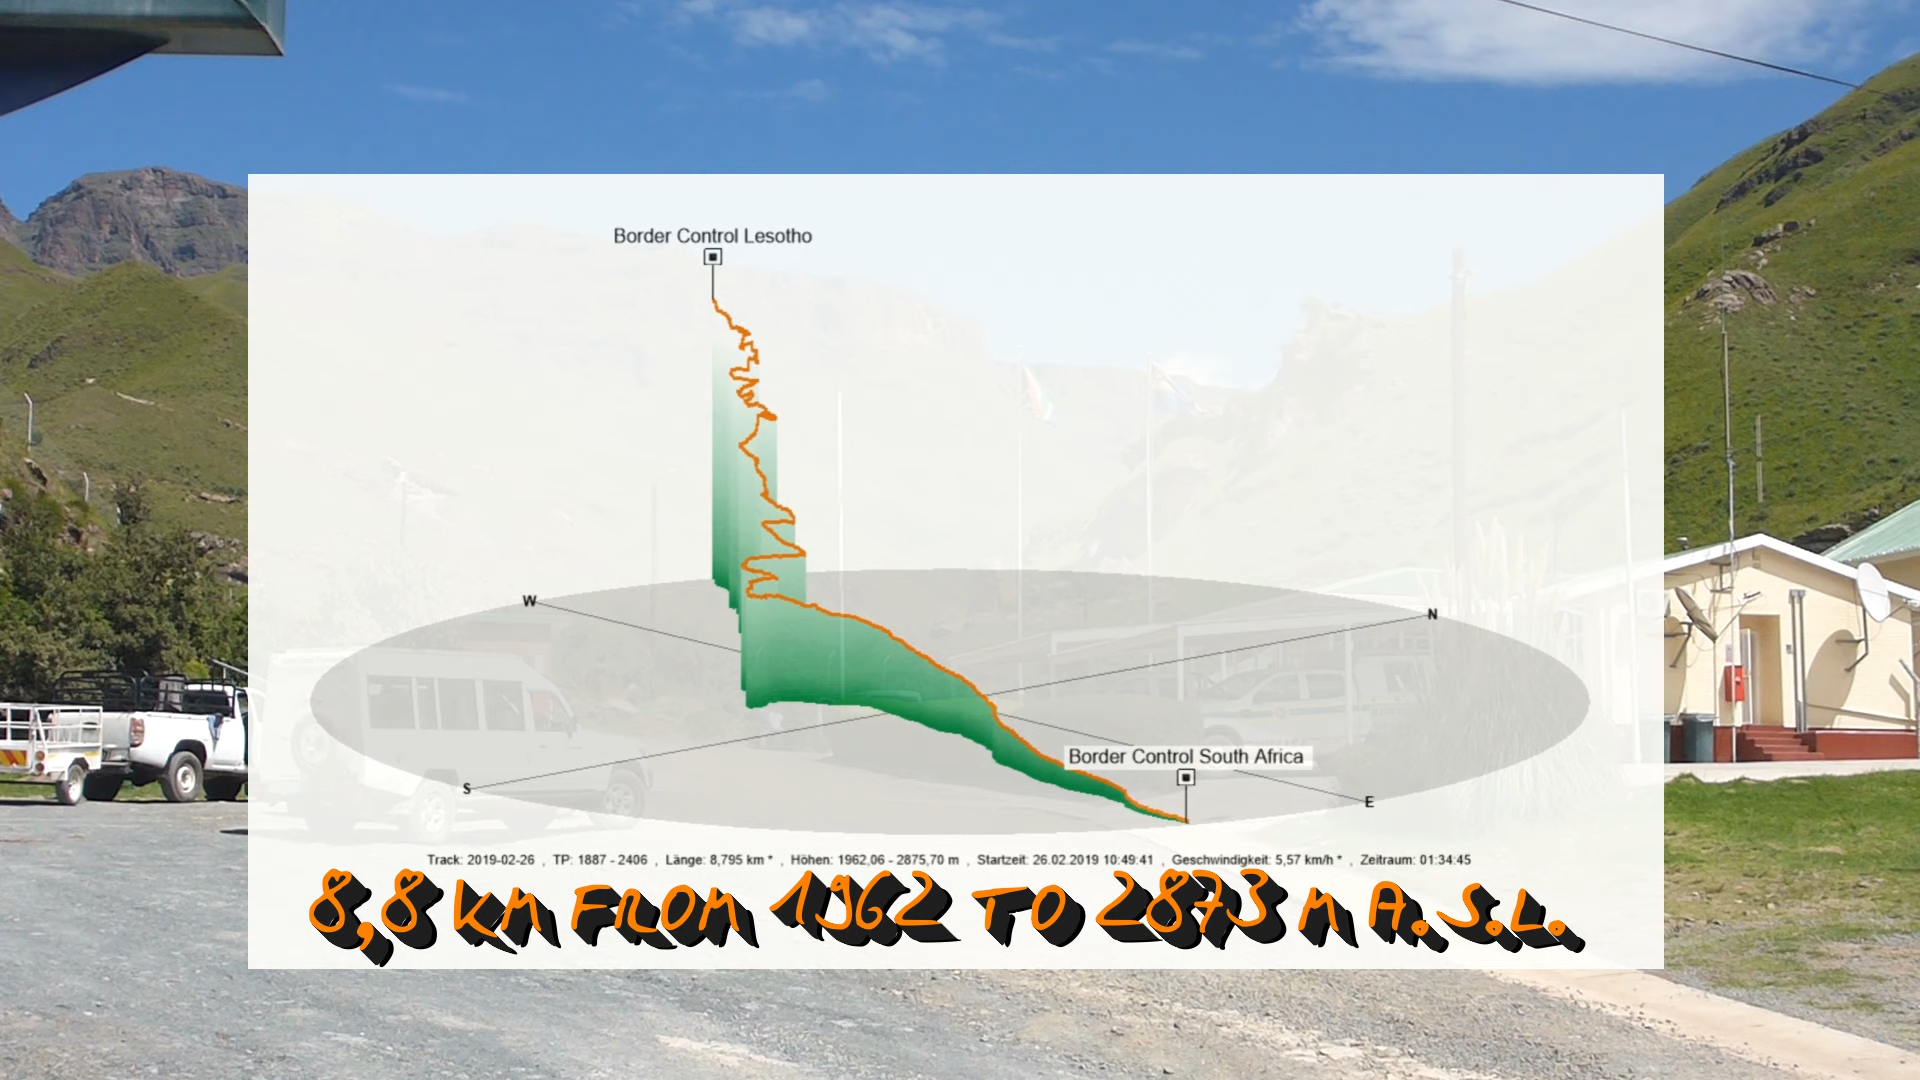 Border Control Lesotho
W
N
Border Control South Africa
S
E
Track: 2019-02-26 , TP: 1887 - 2406 , Länge: 8,795 km * , Höhen: 1962,06 - 2875,70 m , Startzeit: 26.02.2019 10:49:41 , Geschwindigkeit: 5,57 km/h * , Zeitraum: 01:34:45
8,8 KM FROM 1962 TO 2873 M A.S.L.